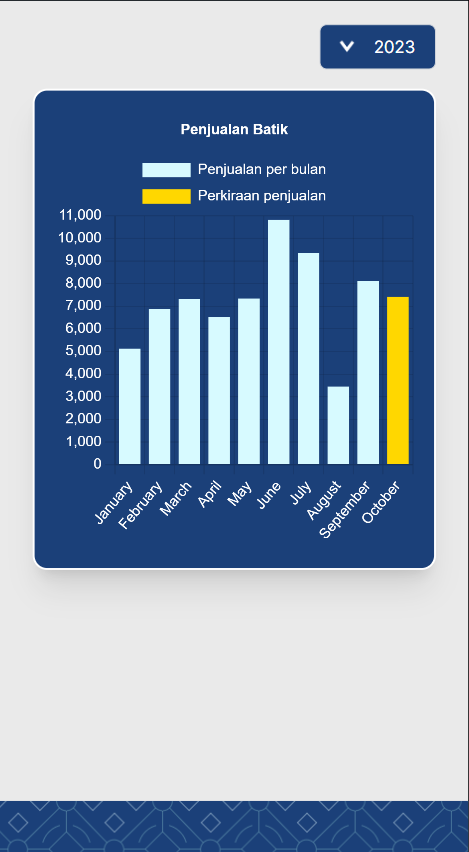 2023
Penjualan Batik
Penjualan per bulan
Perkiraan penjualan
11,000
10,000
9,000
8,000
7,000
6,000
5,000
4,000
3,000
2,000
1,000
0
January
February
March
April
May
June
July
August
September
October